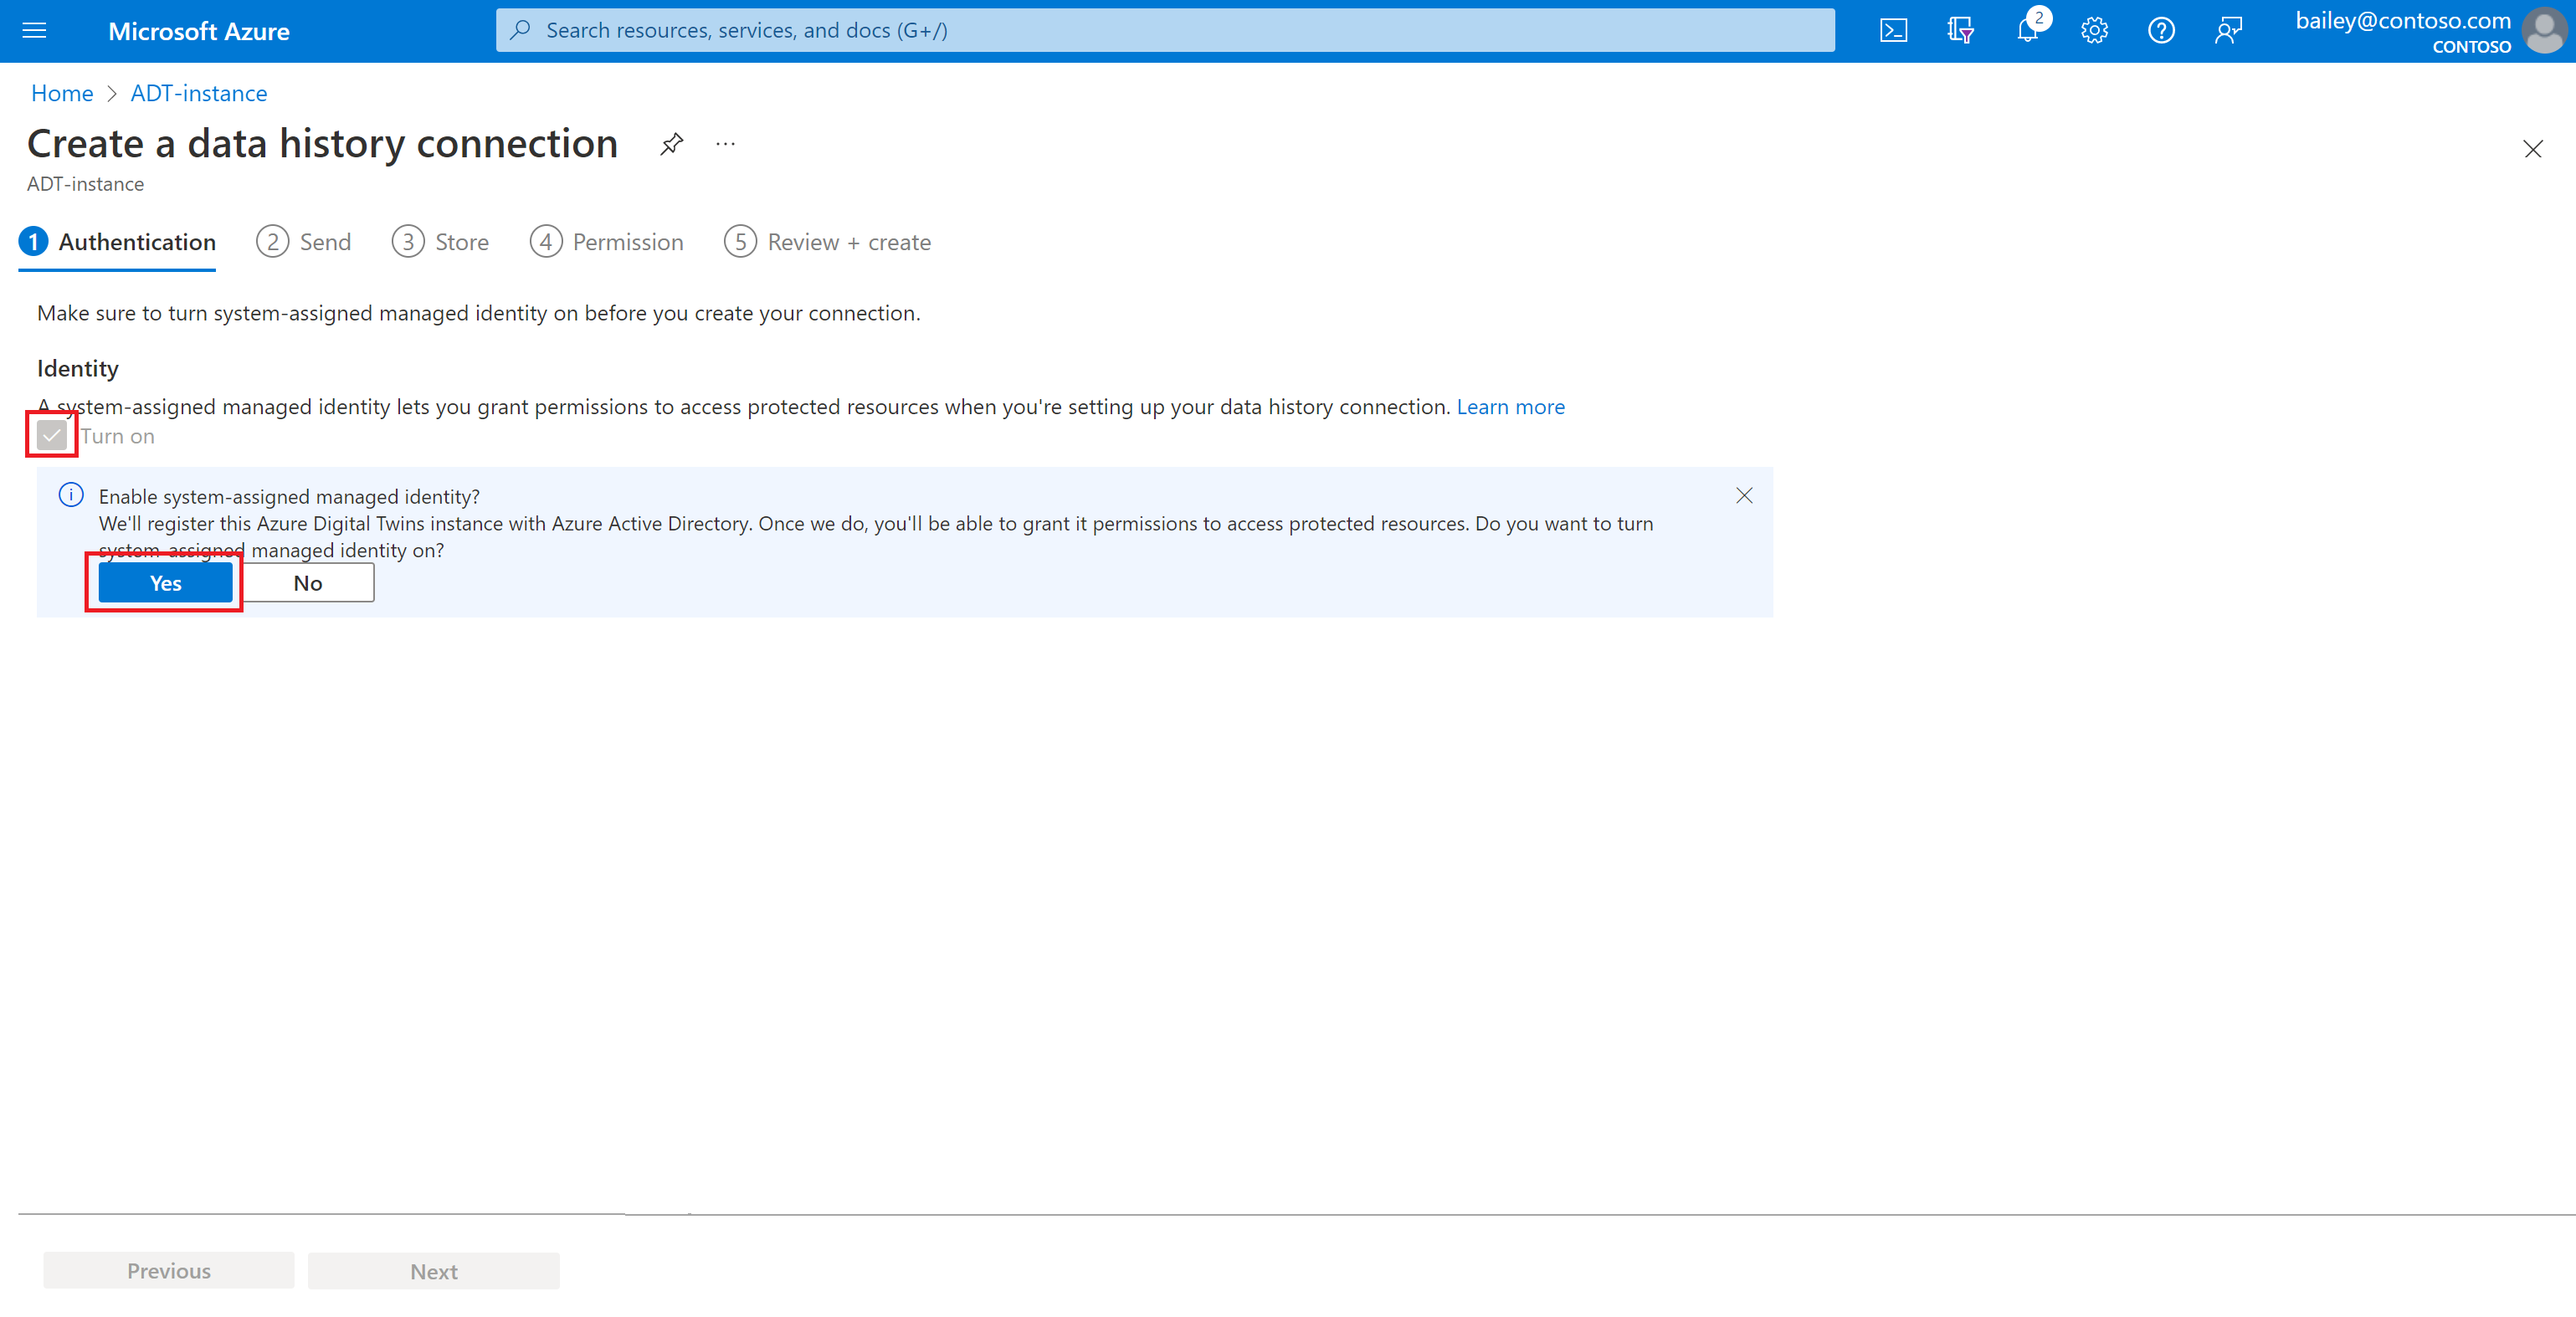 Microsoft Azure
Search resources, services, and docs (G+/)
2
bailey@contoso.com
CONTOSO
Home > ADT-instance
Create a data history connection
ADT-instance
1 Authentication 2 Send 3 Store 4 Permission 5 Review + create
Make sure to turn system-assigned managed identity on before you create your connection.
Identity
A system-assigned managed identity lets you grant permissions to access protected resources when you're setting up your data history connection. Learn more
Turn on
Enable system-assigned managed identity?
We'll register this Azure Digital Twins instance with Azure Active Directory. Once we do, you'll be able to grant it permissions to access protected resources. Do you want to turn
system-assigned managed identity on?
Yes No
Previous Next